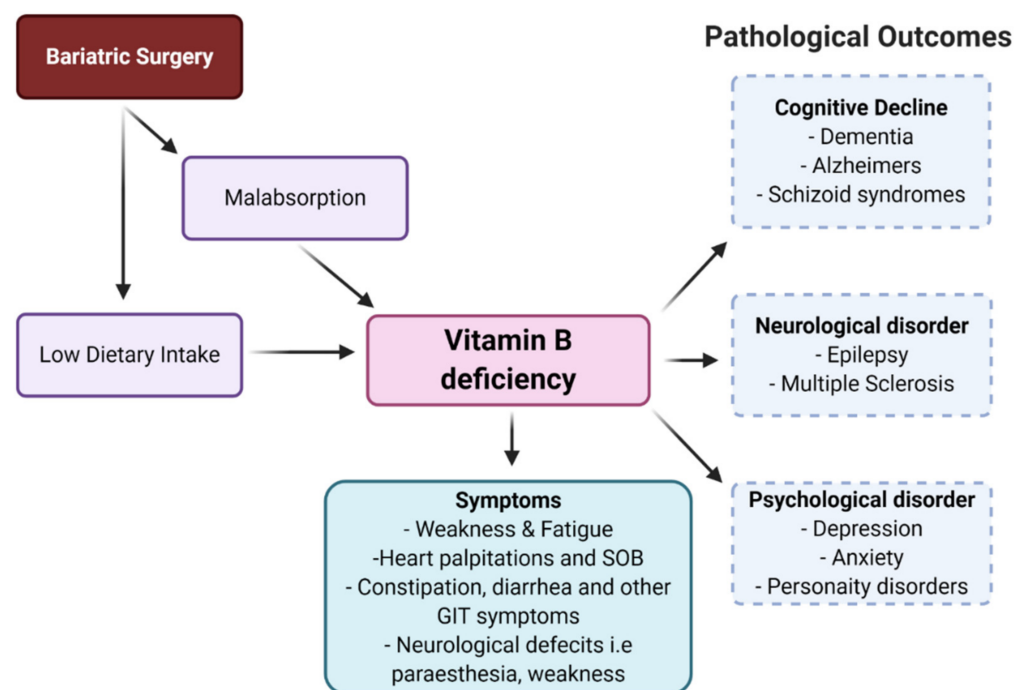 Bariatric Surgery
Malabsorption
Low Dietary Intake
Vitamin B
deficiency
Symptoms
- Weakness & Fatigue
-Heart palpitations and SOB
- Constipation, diarrhea and other
GIT symptoms
- Neurological defecits i.e
paraesthesia, weakness
Pathological Outcomes
Cognitive Decline
- Dementia
- Alzheimers
- Schizoid syndromes
Neurological disorder
- Epilepsy
- Multiple Sclerosis
Psychological disorder
- Depression
- Anxiety
- Personaity disorders